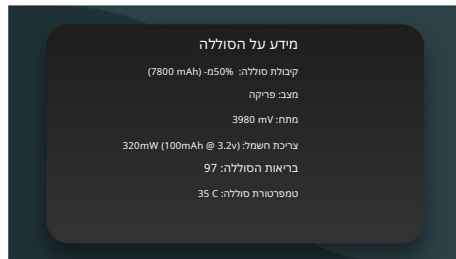 מידע על הסוללה
קיבולת סוללה: 50%מ- (7800 mAh)
מצב: פריקה
מתח: 3980 mV
צריכת חשמל: 320mW (100mAh @ 3.2v)
בריאות הסוללה: 97
טמפרטורת סוללה: 35 C